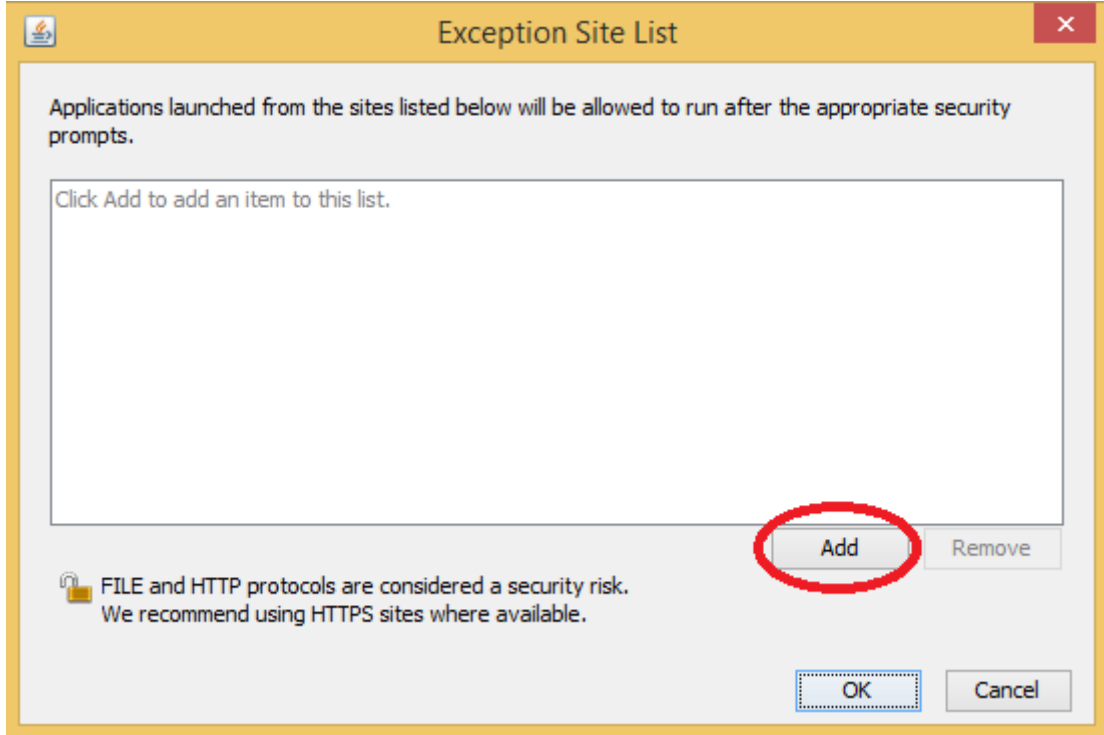 Exception Site List
Applications launched from the sites listed below will be allowed to run after the appropriate security
prompts.
Click Add to add an item to this list.
Add
Remove
FILE and HTTP protocols are considered a security risk.
We recommend using HTTPS sites where available.
OK
Cancel